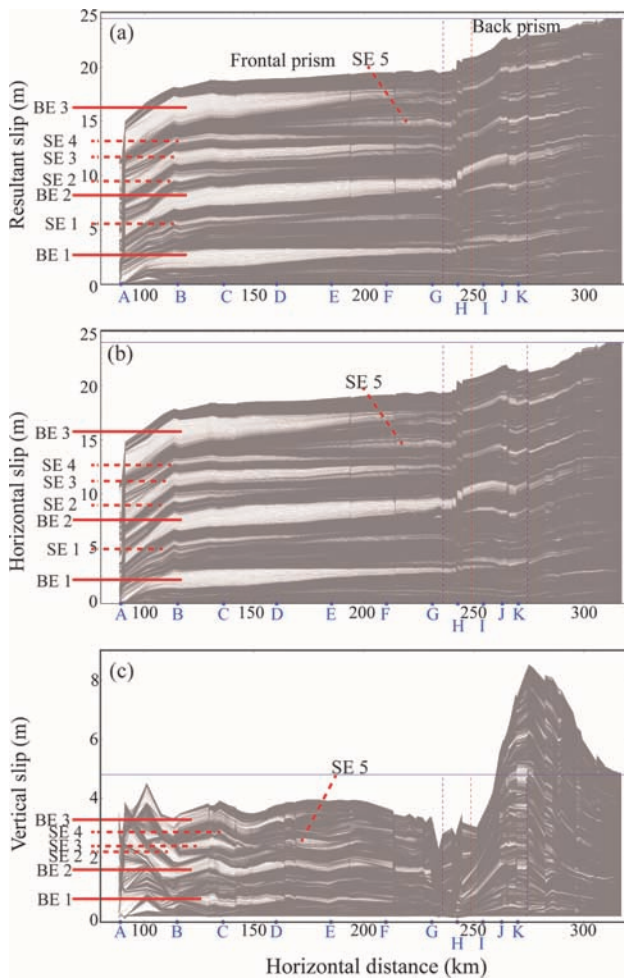 25
(a)
Back prism
Frontal prism
SE 5
20
BE 3
15
SE 4
SE 3
10
SE 2
BE 2
SE 1
5
BE 1
0
Resultant slip (m)
A 100 B C 150 D E 200 F G 250 H I J K 300
25
(b)
20
SE 5
BE 3
15
SE 4
SE 3
10
SE 2
BE 2
SE 1
5
BE 1
0
Horizontal slip (m)
A 100 B C 150 D E 200 F G 250 H I J K 300
(c)
8
6
SE 5
4
BE 3
SE 4
SE 3
SE 2
2
BE 2
BE 1
0
Vertical slip (m)
A 100 B C 150 D E 200 F G 250 H I J K 300
Horizontal distance (km)